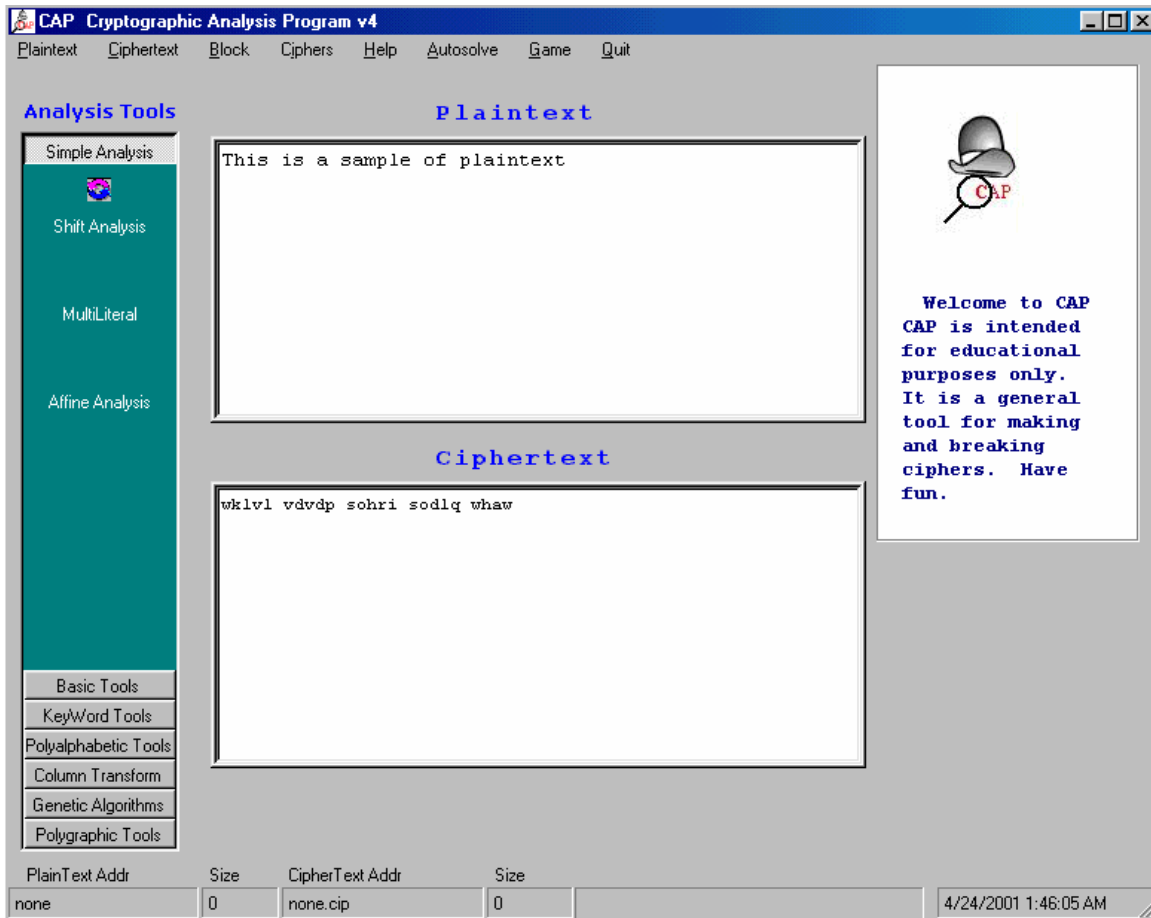 CAP Cryptographic Analysis Program v4
Plaintext Ciphertext Block Ciphers Help Autosolve Game Quit
Analysis Tools
Simple Analysis
Shift Analysis
MultiLiteral
Affine Analysis
Basic Tools
KeyWord Tools
Polyalphabetic Tools
Column Transform
Genetic Algorithms
Polygraphic Tools
Plaintext
This is a sample of plaintext
Ciphertext
wklvl vdvdp sohri sodlq whaw
CAP
Welcome to CAP
CAP is intended
for educational
purposes only.
It is a general
tool for making
and breaking
ciphers. Have
fun.
PlainText Addr Size CipherText Addr Size
none 0 none.cip 0 4/24/2001 1:46:05 AM